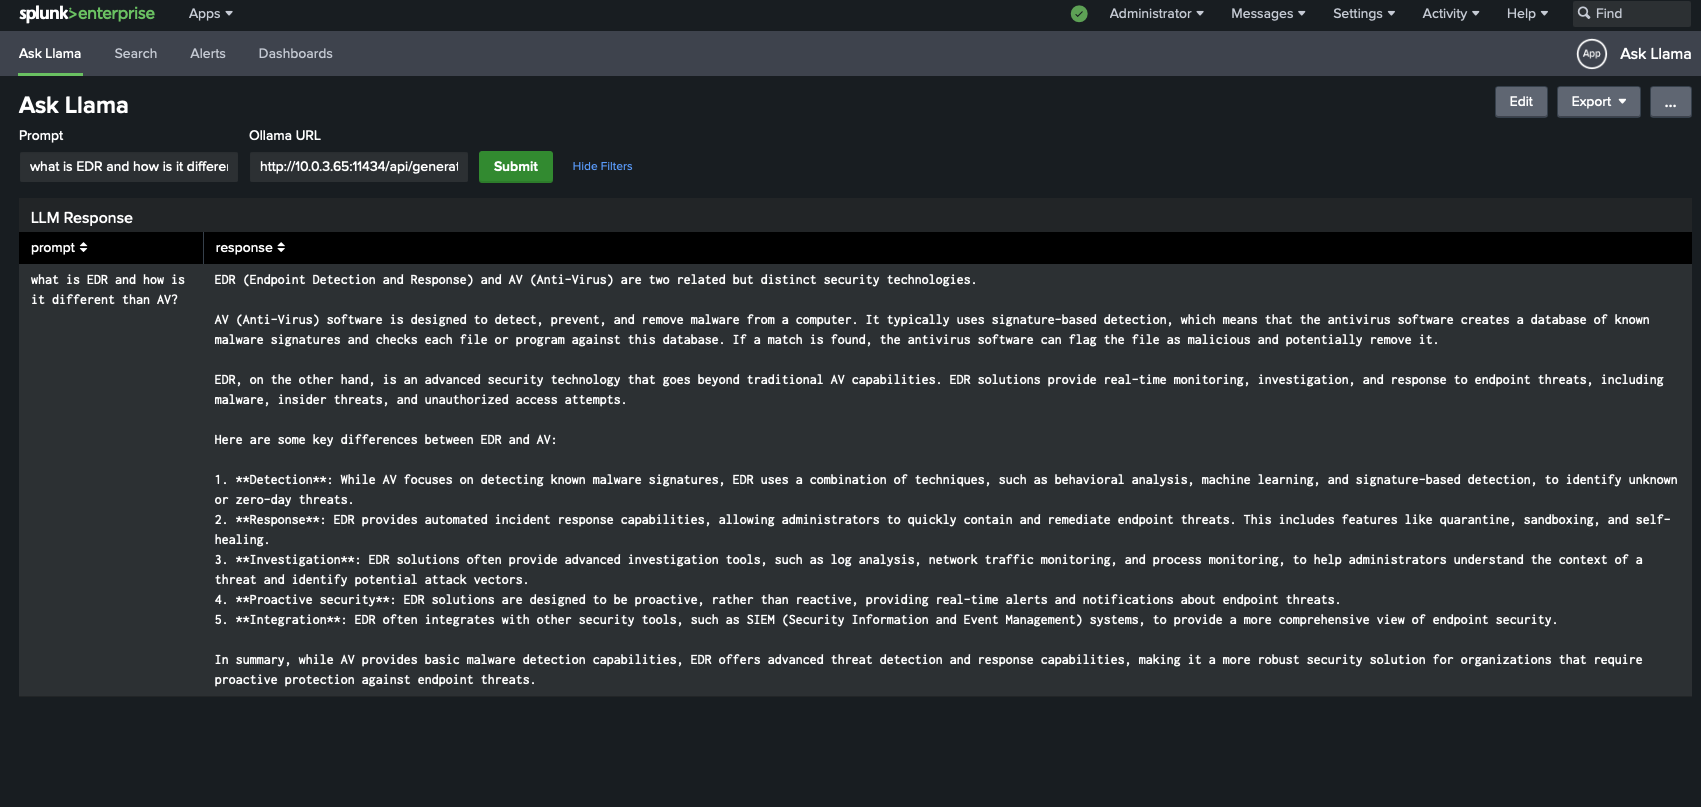 splunk>enterprise Apps Administrator Messages Settings Activity Help Find
Ask Llama Search Alerts Dashboards App Ask Llama
Ask Llama Edit Export ...
Prompt Ollama URL
what is EDR and how is it differe http://10.0.3.65:11434/api/generat Submit Hide Filters
LLM Response
prompt response
what is EDR and how is
it different than AV?
EDR (Endpoint Detection and Response) and AV (Anti-Virus) are two related but distinct security technologies.
AV (Anti-Virus) software is designed to detect, prevent, and remove malware from a computer. It typically uses signature-based detection, which means that the antivirus software creates a database of known
malware signatures and checks each file or program against this database. If a match is found, the antivirus software can flag the file as malicious and potentially remove it.
EDR, on the other hand, is an advanced security technology that goes beyond traditional AV capabilities. EDR solutions provide real-time monitoring, investigation, and response to endpoint threats, including
malware, insider threats, and unauthorized access attempts.
Here are some key differences between EDR and AV:
1. **Detection**: While AV focuses on detecting known malware signatures, EDR uses a combination of techniques, such as behavioral analysis, machine learning, and signature-based detection, to identify unknown
or zero-day threats.
2. **Response**: EDR provides automated incident response capabilities, allowing administrators to quickly contain and remediate endpoint threats. This includes features like quarantine, sandboxing, and self-
healing.
3. **Investigation**: EDR solutions often provide advanced investigation tools, such as log analysis, network traffic monitoring, and process monitoring, to help administrators understand the context of a
threat and identify potential attack vectors.
4. **Proactive security**: EDR solutions are designed to be proactive, rather than reactive, providing real-time alerts and notifications about endpoint threats.
5. **Integration**: EDR often integrates with other security tools, such as SIEM (Security Information and Event Management) systems, to provide a more comprehensive view of endpoint security.
In summary, while AV provides basic malware detection capabilities, EDR offers advanced threat detection and response capabilities, making it a more robust security solution for organizations that require
proactive protection against endpoint threats.